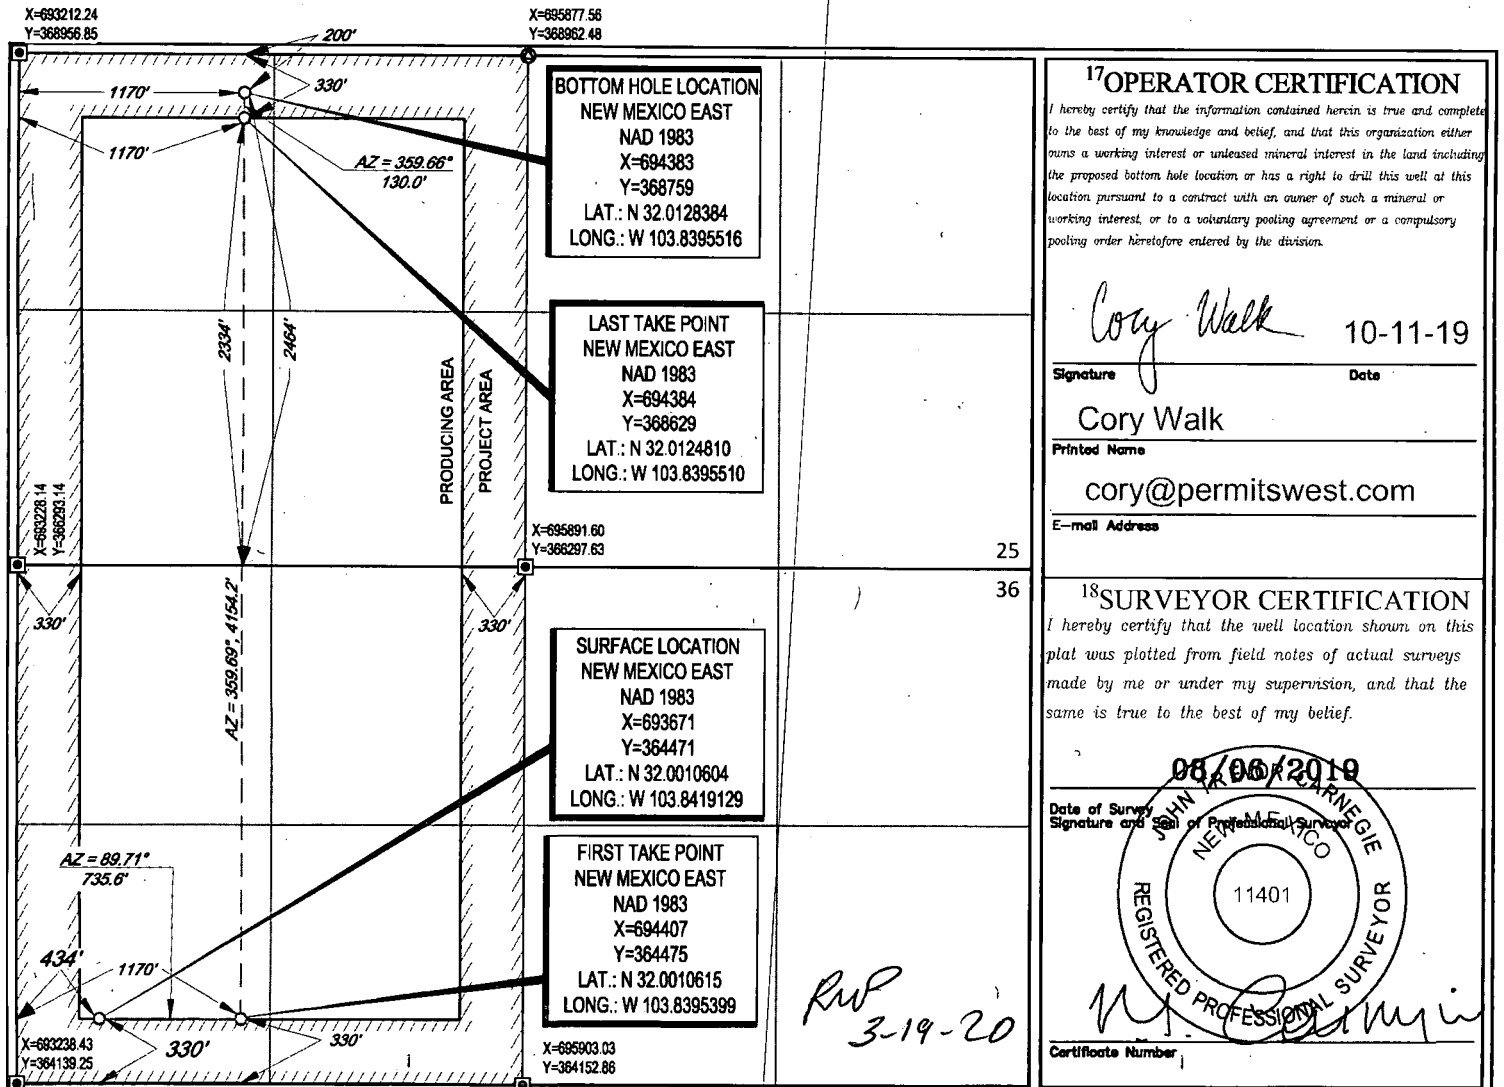 X=693212.24
Y=368956.85
X=695877.56
Y=368962.48
200'
1170'
330'
1170'
AZ = 359.66°
130.0'
BOTTOM HOLE LOCATION
NEW MEXICO EAST
NAD 1983
X=694383
Y=368759
LAT.: N 32.0128384
LONG.: W 103.8395516
2334'
2464'
LAST TAKE POINT
NEW MEXICO EAST
NAD 1983
X=694384
Y=368629
LAT.: N 32.0124810
LONG.: W 103.8395510
PRODUCING AREA
PROJECT AREA
X=693228.14
Y=366293.14
X=695891.60
Y=366297.63
25
36
330'
330'
AZ = 359.69°, 4154.2'
SURFACE LOCATION
NEW MEXICO EAST
NAD 1983
X=693671
Y=364471
LAT.: N 32.0010604
LONG.: W 103.8419129
AZ = 89.71°
735.6'
FIRST TAKE POINT
NEW MEXICO EAST
NAD 1983
X=694407
Y=364475
LAT.: N 32.0010615
LONG.: W 103.8395399
434'
1170'
330'
330'
X=693238.43
Y=364139.25
X=695903.03
Y=364152.86
RWP
3-19-20
17 OPERATOR CERTIFICATION
I hereby certify that the information contained herein is true and complete
to the best of my knowledge and belief, and that this organization either
owns a working interest or unleased mineral interest in the land including
the proposed bottom hole location or has a right to drill this well at this
location pursuant to a contract with an owner of such a mineral or
working interest, or to a voluntary pooling agreement or a compulsory
pooling order heretofore entered by the division.
Cory Walk 10-11-19
Signature Date
Cory Walk
Printed Name
cory@permitswest.com
E-mail Address
18 SURVEYOR CERTIFICATION
I hereby certify that the well location shown on this
plat was plotted from field notes of actual surveys
made by me or under my supervision, and that the
same is true to the best of my belief.
/06/2019
Date of Survey
Signature and Seal of Professional Surveyor
JOHN CARNEGIE
NEW MEXICO
11401
REGISTERED PROFESSIONAL SURVEYOR
Certificate Number